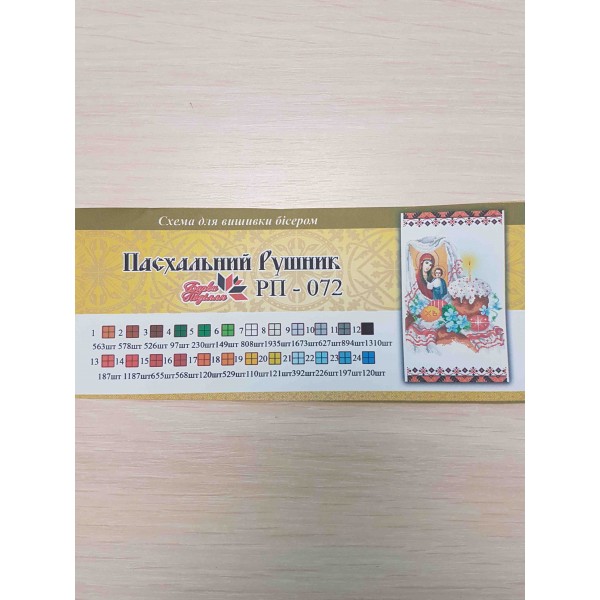 Схема для вишивки бісером
Пасхальний Рушник
РП - 072
1 2 3 4 5 6 7 8 9 10 11 12
563шт 578шт 526шт 97шт 230шт 149шт 808шт 1935шт 1673шт 627шт 894шт 1310шт
13 14 15 16 17 18 19 20 21 22 23 24
187шт 1187шт 655шт 568шт 120шт 529шт 110шт 121шт 392шт 226шт 197шт 120шт